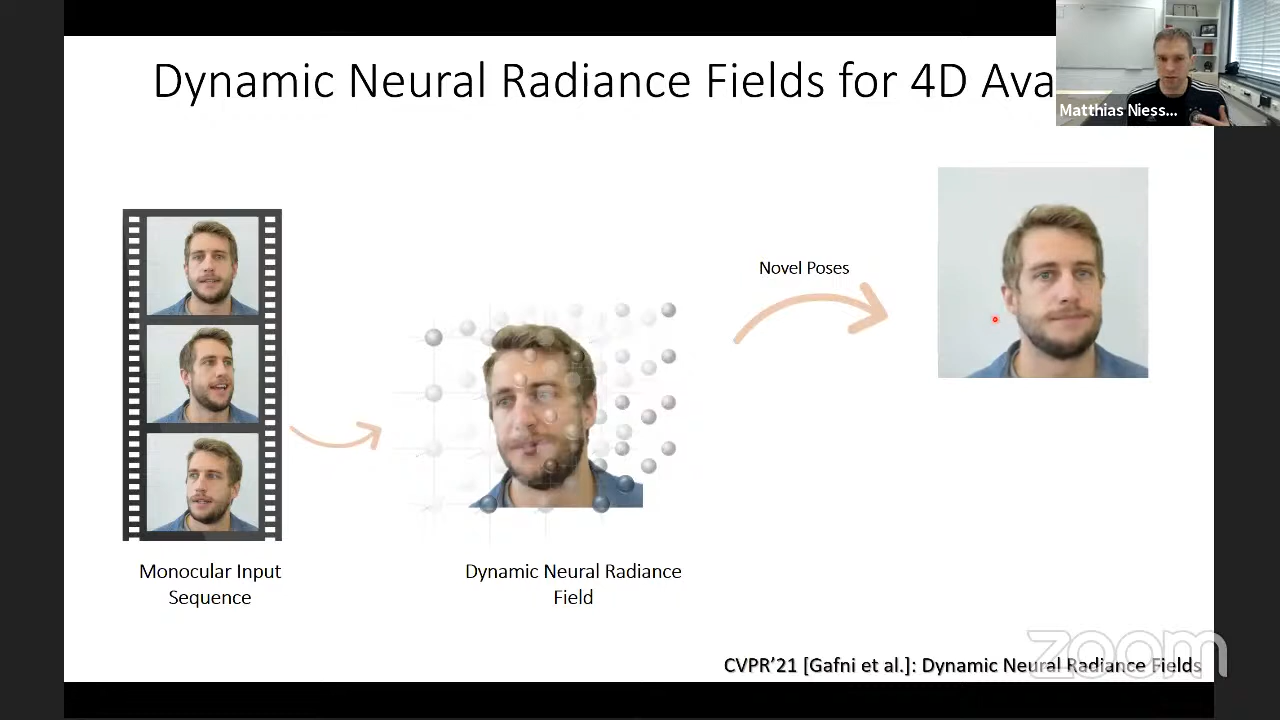 Dynamic Neural Radiance Fields for 4D Ava
Matthias Niess...
Novel Poses
Monocular Input
Sequence
Dynamic Neural Radiance
Field
CVPR'21 [Gafni et al.]: Dynamic Neural Radiance Fields
zoom